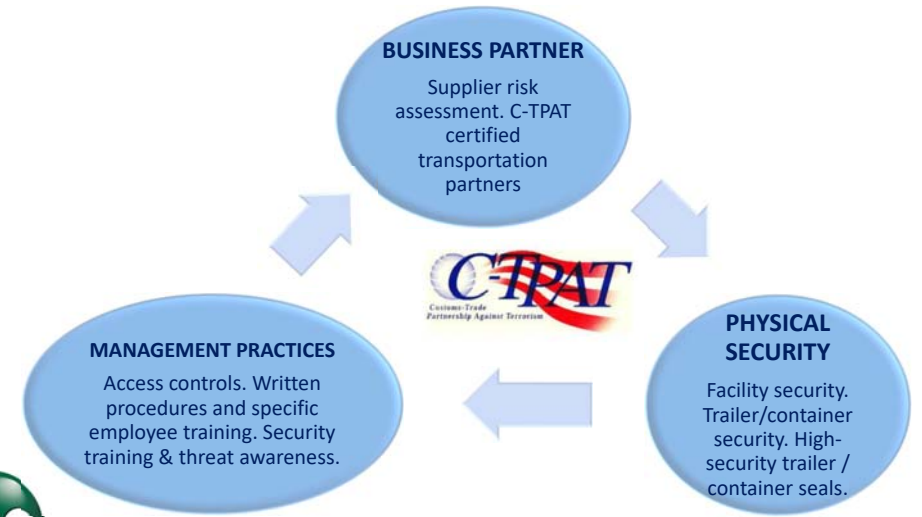 BUSINESS PARTNER
Supplier risk
assessment. C-TPAT
certified
transportation
partners
C-TPAT
Customs-Trade
Partnership Against Terrorism
MANAGEMENT PRACTICES
Access controls. Written
procedures and specific
employee training. Security
training & threat awareness.
PHYSICAL
SECURITY
Facility security.
Trailer/container
security. High-
security trailer /
container seals.